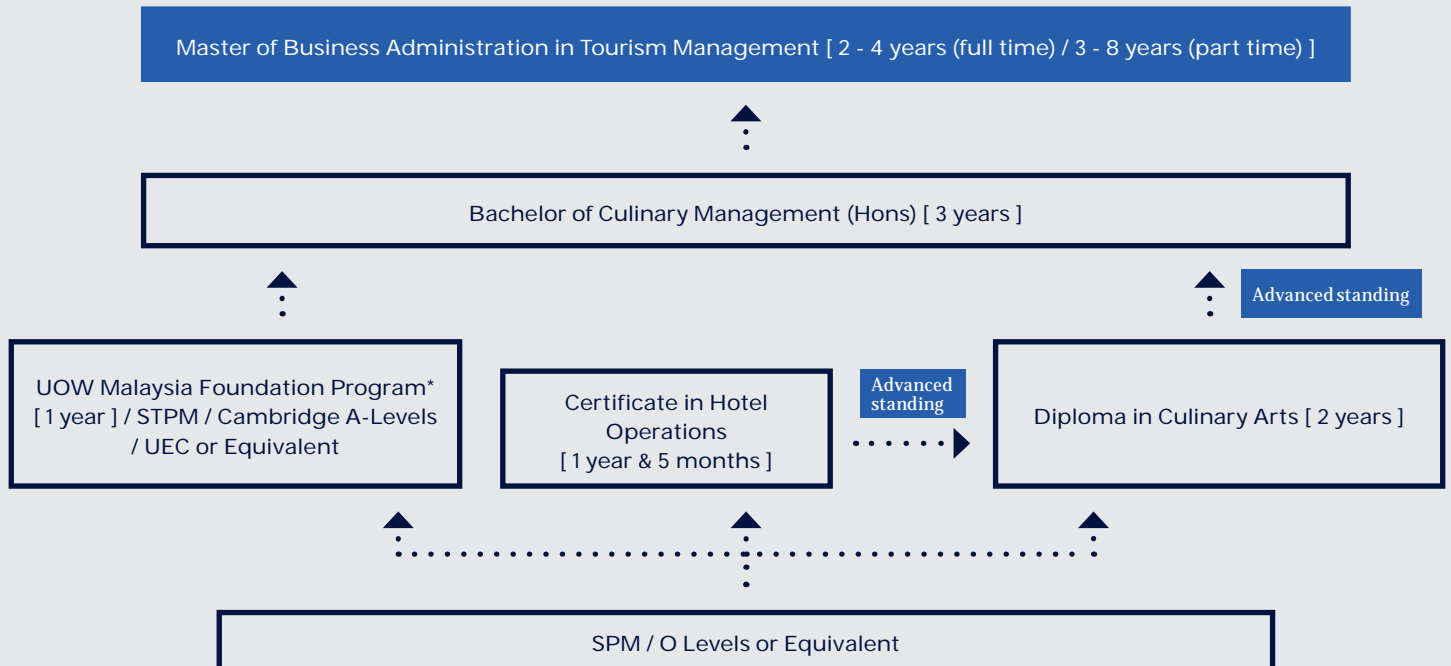 Master of Business Administration in Tourism Management [ 2 - 4 years (full time) / 3 - 8 years (part time) ]
Bachelor of Culinary Management (Hons) [ 3 years ]
Advanced standing
UOW Malaysia Foundation Program*
[ 1 year ] / STPM / Cambridge A-Levels
/ UEC or Equivalent
Certificate in Hotel
Operations
[ 1 year & 5 months ]
Advanced
standing
Diploma in Culinary Arts [ 2 years ]
SPM / O Levels or Equivalent